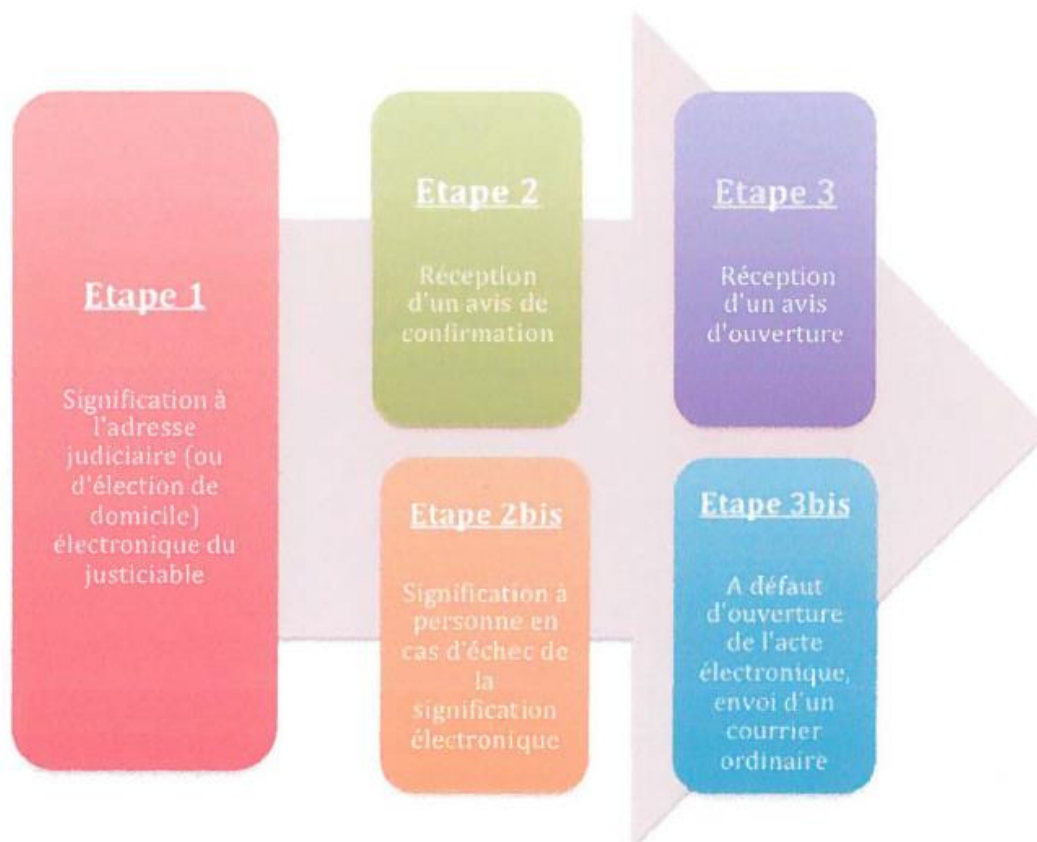 Etape 1
Signification à
l'adresse
judiciaire (ou
d'élection de
domicile)
électronique du
justiciable
Etape 2
Réception
d'un avis de
confirmation
Etape 2bis
Signification à
personne en
cas d'échec de
la
signification
électronique
Etape 3
Réception
d'un avis
d'ouverture
Etape 3bis
A défaut
d'ouverture
de l'acte
électronique,
envoi d'un
courrier
ordinaire